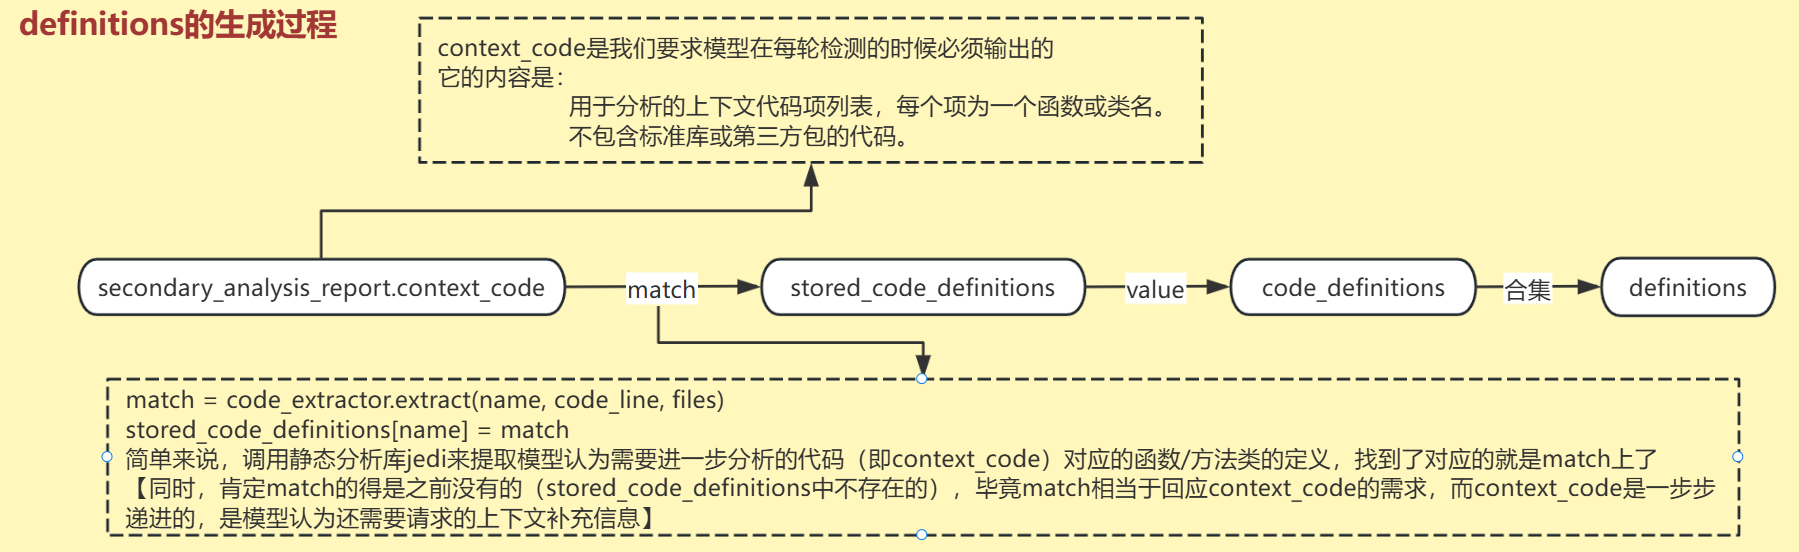 definitions的生成过程
context_code是我们要求模型在每轮检测的时候必须输出的
它的内容是：
用于分析的上下文代码项列表，每个项为一个函数或类名。
不包含标准库或第三方包的代码。
secondary_analysis_report.context_code
match
stored_code_definitions
value
code_definitions
合集
definitions
match = code_extractor.extract(name, code_line, files)
stored_code_definitions[name] = match
简单来说，调用静态分析库jedi来提取模型认为需要进一步分析的代码（即context_code）对应的函数/方法类的定义，找到了对应的就是match上了
【同时，肯定match的得是之前没有的（stored_code_definitions中不存在的），毕竟match相当于回应context_code的需求，而context_code是一步步
递进的，是模型认为还需要请求的上下文补充信息】